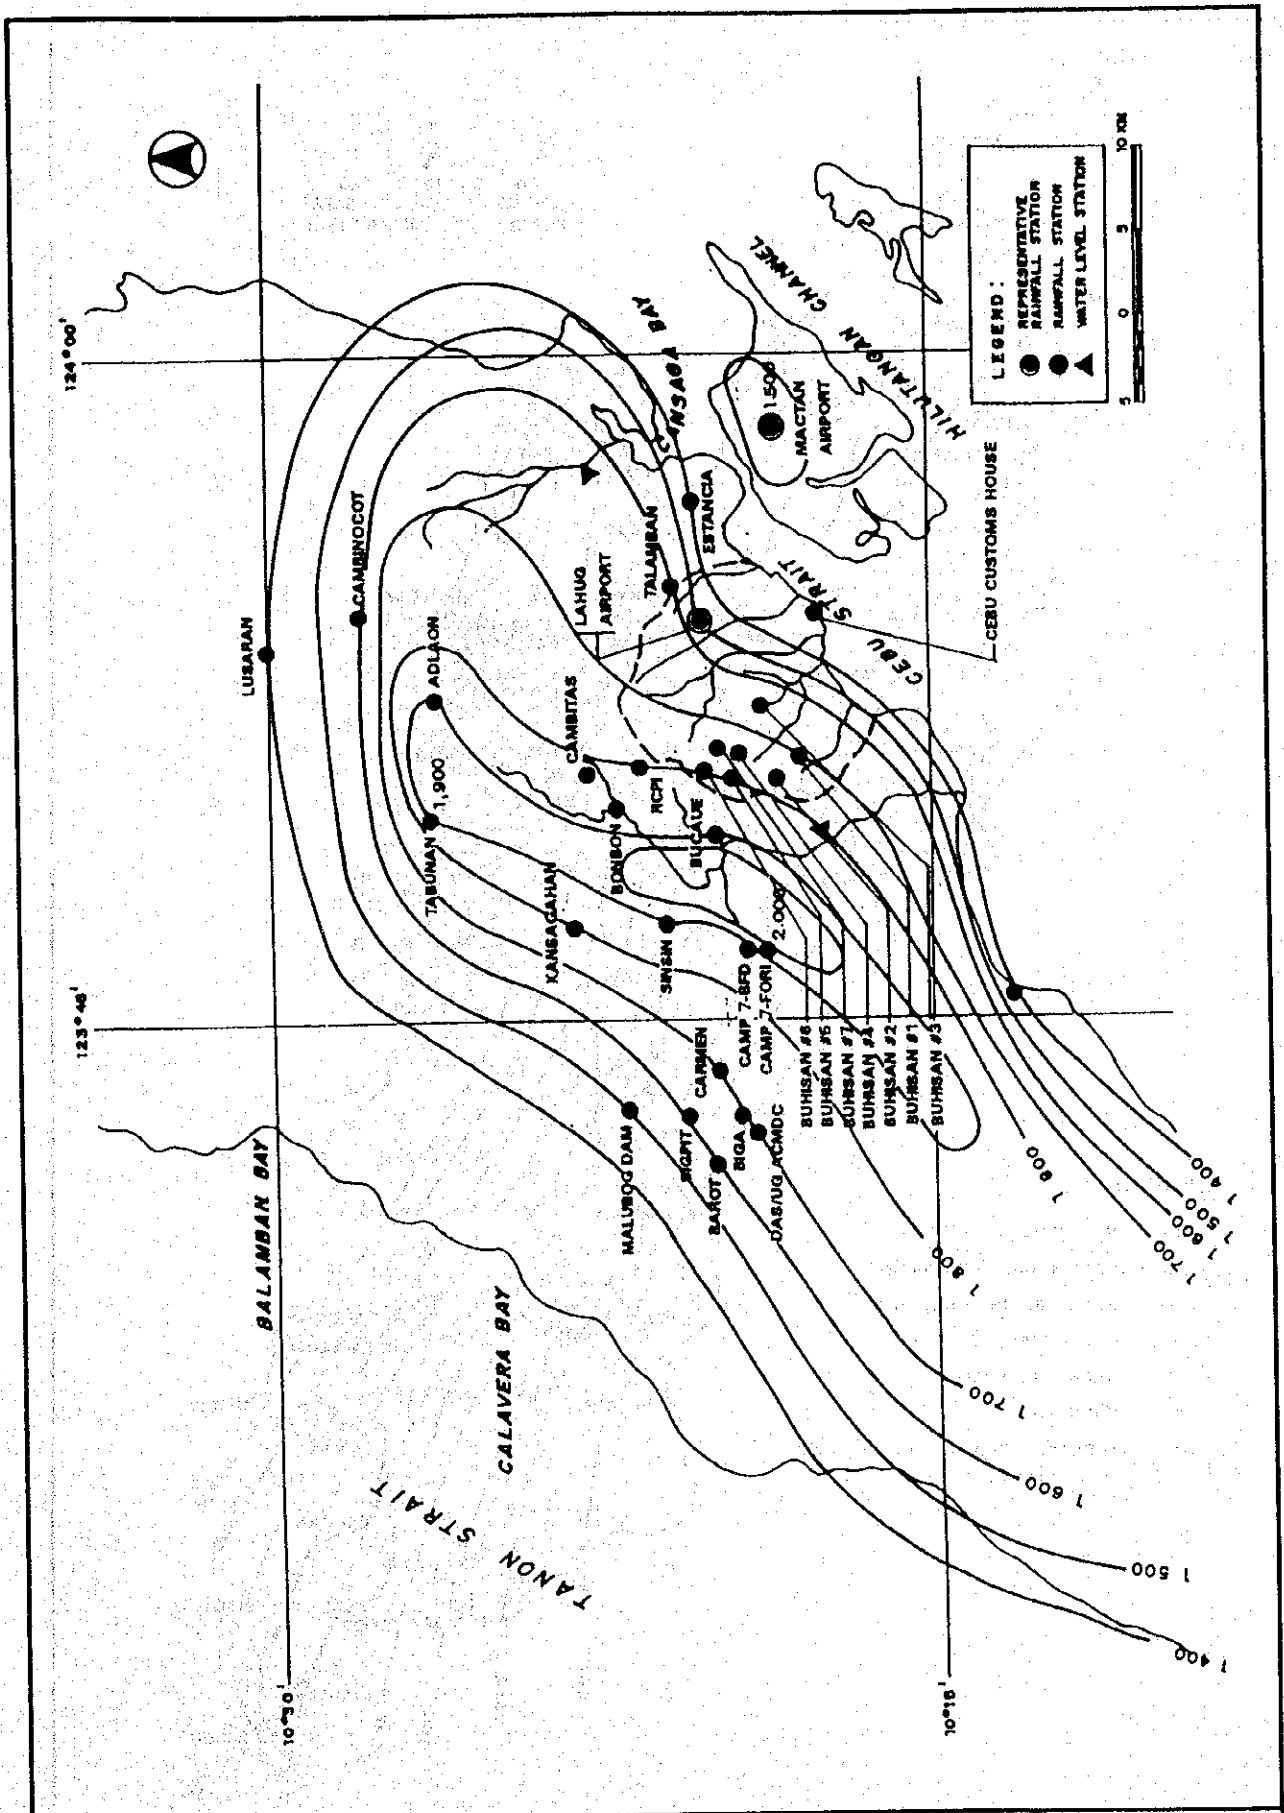 124°00'
123°45'
10°30'
10°15'
LUSARAN
CAMBINOCOT
ADLAON
1,900
TABUNAN
CAMBITAS
LAHUG
AIRPORT
TALAMBAN
ESTANCIA
KANSAGAHAN
BONBON
RCPI
BUCAUE
SINSIN
CAMP 7-BFD
CAMP 7-FORI
2.000
MALUBOG DAM
CARMEN
BIGPIT
BIGA
BAROT
DAS/UG ACMDC
BUHISAN #8
BUHISAN #5
BUHISAN #7
BUHISAN #4
BUHISAN #2
BUHISAN #1
BUHISAN #3
1.500
MACTAN
AIRPORT
CEBU CUSTOMS HOUSE
BALAMBAN BAY
CALAVERA BAY
TANON STRAIT
BAY
HILUTANGAN CHANNEL
CEBU STRAIT
1 400
1 500
1 600
1 700
1 800
1 800
1 700
1 600
1 500
1 400
LEGEND :
REPRESENTATIVE
RAINFALL STATION
RAINFALL STATION
WATER LEVEL STATION
5 0 5 10 KM